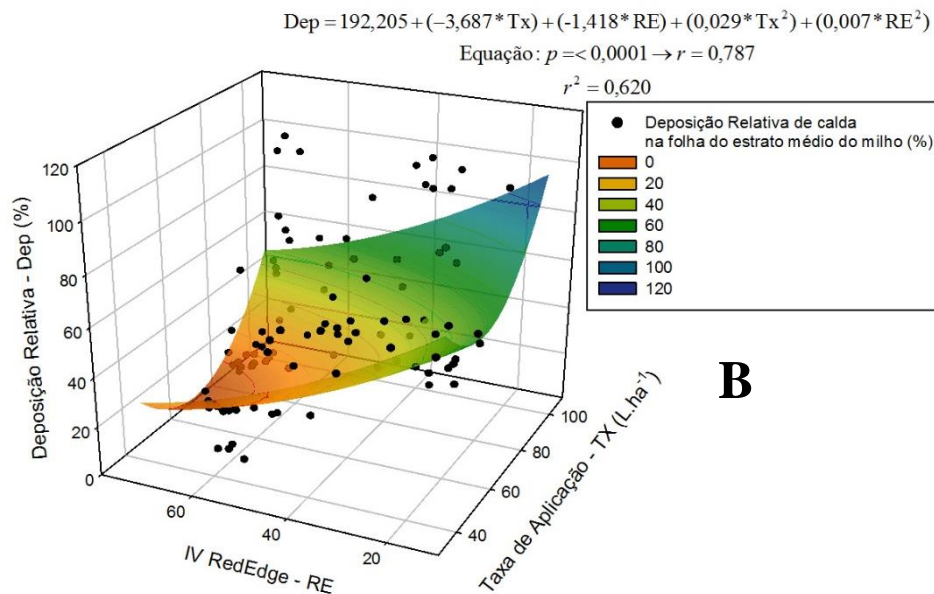 Dep = 192,205 + (−3,687* Tx) + (-1,418* RE) + (0,029* Tx²) + (0,007* RE²)
Equação: p =< 0,0001 → r = 0,787
r² = 0,620
Deposição Relativa de calda
na folha do estrato médio do milho (%)
0
20
40
60
80
100
120
Deposição Relativa - Dep (%)
120
100
80
60
40
20
0
60
40
20
IV RedEdge - RE
40
60
80
100
Taxa de Aplicação - TX (L.ha⁻¹)
B